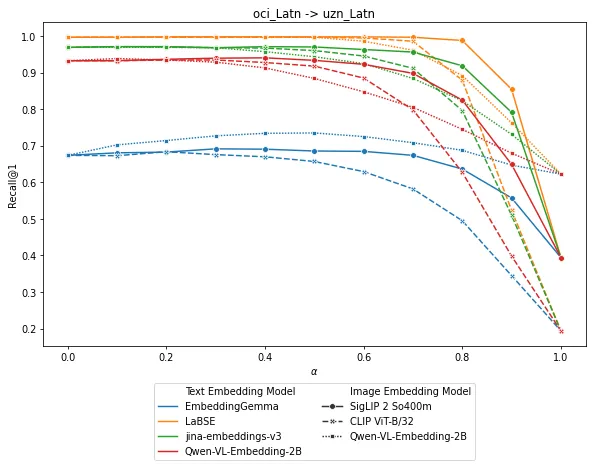 oci_Latn -> uzn_Latn
Recall@1
1.0
0.9
0.8
0.7
0.6
0.5
0.4
0.3
0.2
0.0 0.2 0.4 0.6 0.8 1.0
α
Text Embedding Model
EmbeddingGemma
LaBSE
jina-embeddings-v3
Qwen-VL-Embedding-2B
Image Embedding Model
SigLIP 2 So400m
CLIP ViT-B/32
Qwen-VL-Embedding-2B